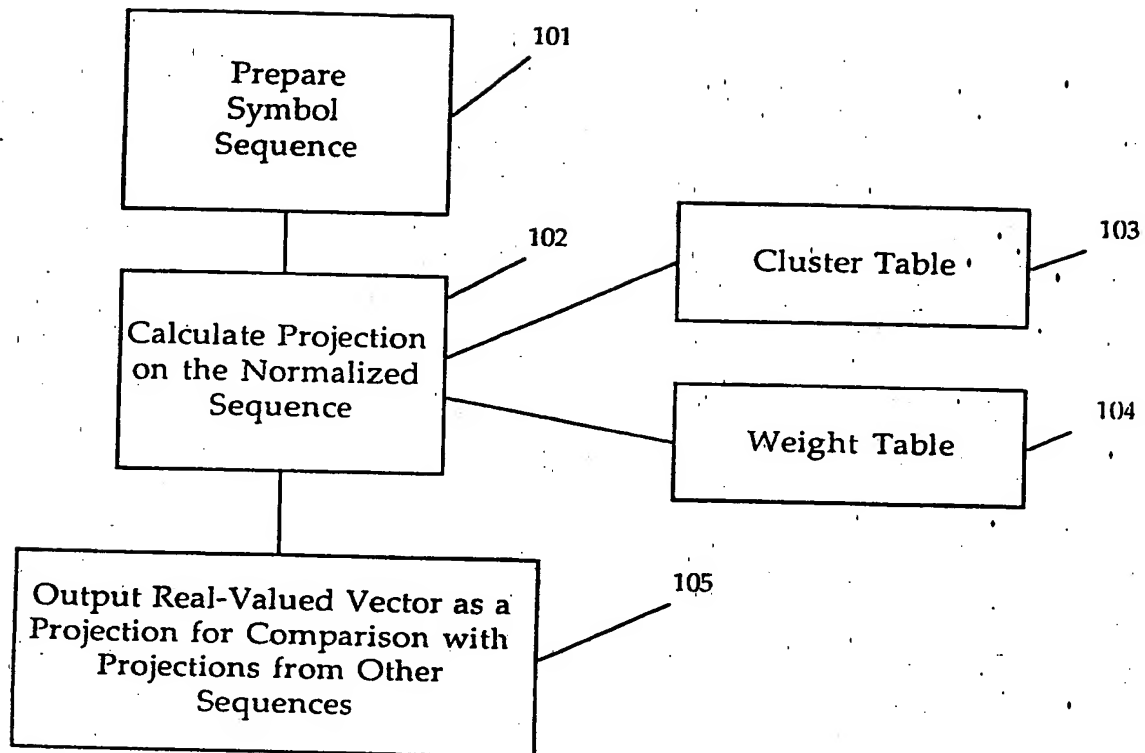 101
Prepare
Symbol
Sequence
102
Calculate Projection
on the Normalized
Sequence
103
Cluster Table
104
Weight Table
105
Output Real-Valued Vector as a
Projection for Comparison with
Projections from Other
Sequences